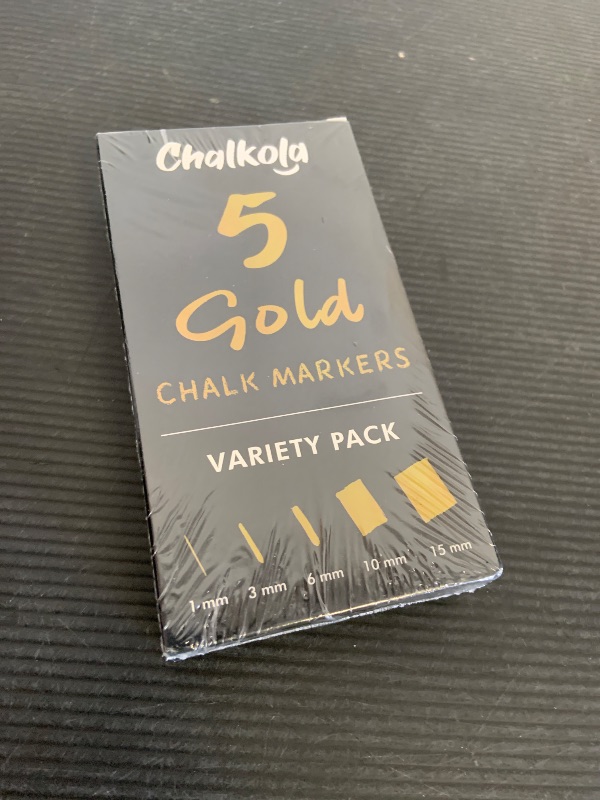 Chalkola
5
Gold
CHALK MARKERS
VARIETY PACK
1 mm 3 mm 6 mm 10 mm 15 mm